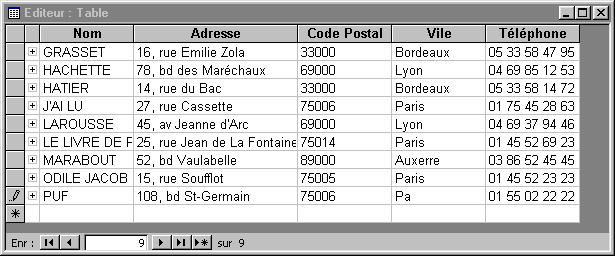 Editeur : Table
Nom Adresse Code Postal Vile Téléphone
GRASSET 16, rue Emilie Zola 33000 Bordeaux 05 33 58 47 95
HACHETTE 78, bd des Maréchaux 69000 Lyon 04 69 85 12 53
HATIER 14, rue du Bac 33000 Bordeaux 05 33 58 14 72
J'AI LU 27, rue Cassette 75006 Paris 01 75 45 28 63
LAROUSSE 45, av Jeanne d'Arc 69000 Lyon 04 69 37 94 46
LE LIVRE DE P 25, rue Jean de La Fontaine 75014 Paris 01 45 52 69 23
MARABOUT 52, bd Vaulabelle 89000 Auxerre 03 86 52 45 45
ODILE JACOB 15, rue Soufflot 75005 Paris 01 45 52 23 23
PUF 108, bd St-Germain 75006 Pa 01 55 02 22 22
Enr : 9 sur 9